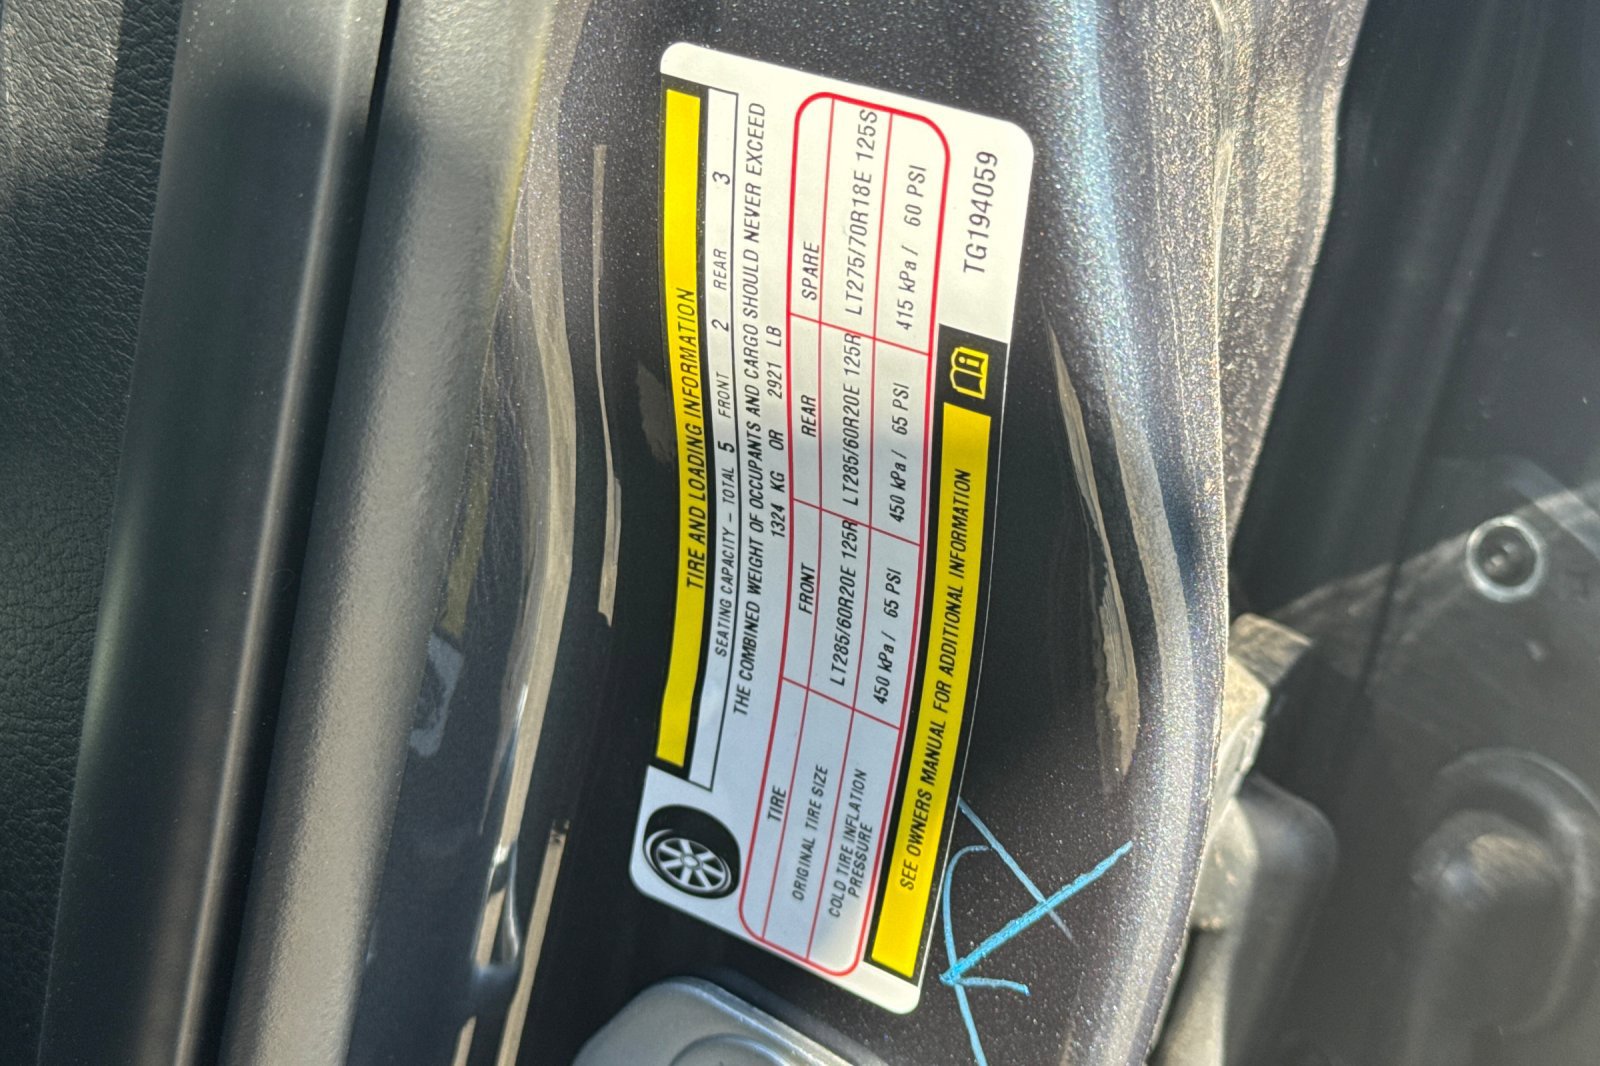 TIRE AND LOADING INFORMATION
SEATING CAPACITY – TOTAL 5 FRONT 2 REAR 3
THE COMBINED WEIGHT OF OCCUPANTS AND CARGO SHOULD NEVER EXCEED
1324 KG OR 2921 LB
TIRE FRONT REAR SPARE
ORIGINAL TIRE SIZE LT285/60R20E 125R LT285/60R20E 125R LT275/70R18E 125S
COLD TIRE INFLATION PRESSURE 450 kPa / 65 PSI 450 kPa / 65 PSI 415 kPa / 60 PSI
SEE OWNERS MANUAL FOR ADDITIONAL INFORMATION
TG194059